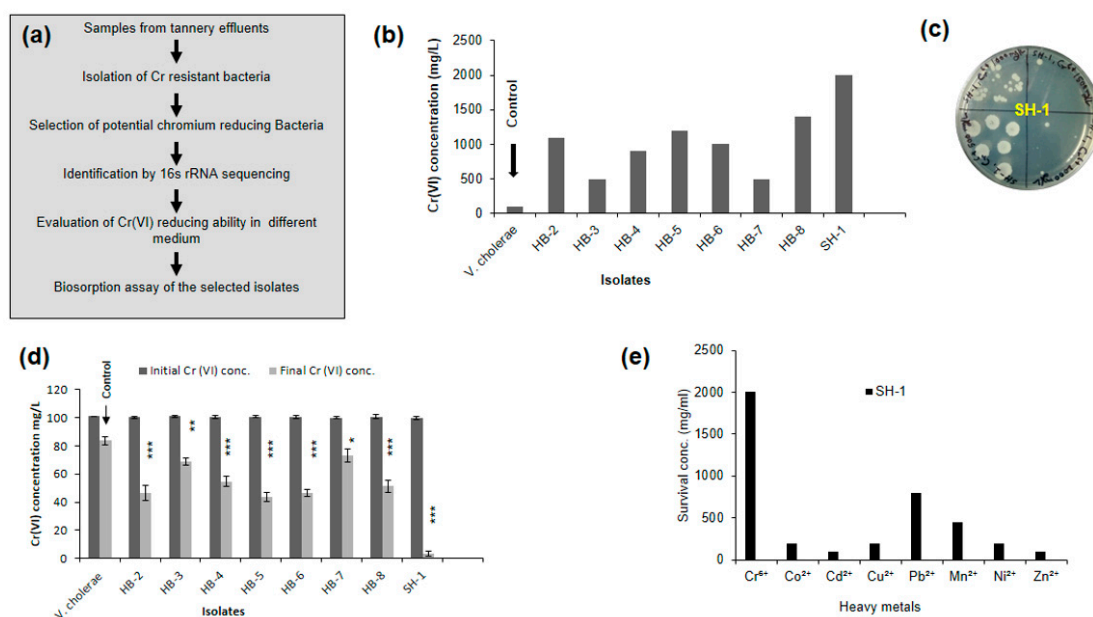 (a)
Samples from tannery effluents
Isolation of Cr resistant bacteria
Selection of potential chromium reducing Bacteria
Identification by 16s rRNA sequencing
Evaluation of Cr(VI) reducing ability in different
medium
Biosorption assay of the selected isolates
(b)
Cr(VI) concentration (mg/L)
2500
2000
1500
1000
500
0
Control
V. cholerae
HB-2
HB-3
HB-4
HB-5
HB-6
HB-7
HB-8
SH-1
Isolates
(c)
SH-1
(d)
Initial Cr (VI) conc.
Final Cr (VI) conc.
Cr(VI) concentration mg/L
120
100
80
60
40
20
0
Control
***
**
***
***
***
*
***
***
V. cholerae
HB-2
HB-3
HB-4
HB-5
HB-6
HB-7
HB-8
SH-1
Isolates
(e)
SH-1
Survival conc. (mg/ml)
2500
2000
1500
1000
500
0
Cr⁶⁺
Co²⁺
Cd²⁺
Cu²⁺
Pb²⁺
Mn²⁺
Ni²⁺
Zn²⁺
Heavy metals